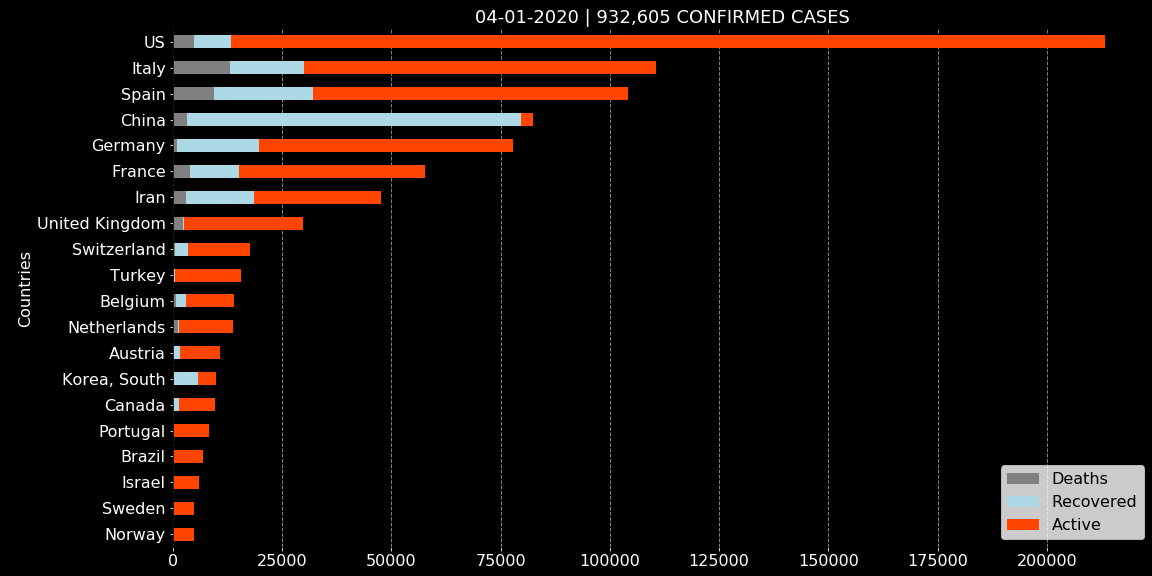 04-01-2020 | 932,605 CONFIRMED CASES
Countries
US
Italy
Spain
China
Germany
France
Iran
United Kingdom
Switzerland
Turkey
Belgium
Netherlands
Austria
Korea, South
Canada
Portugal
Brazil
Israel
Sweden
Norway
Deaths
Recovered
Active
0 25000 50000 75000 100000 125000 150000 175000 200000